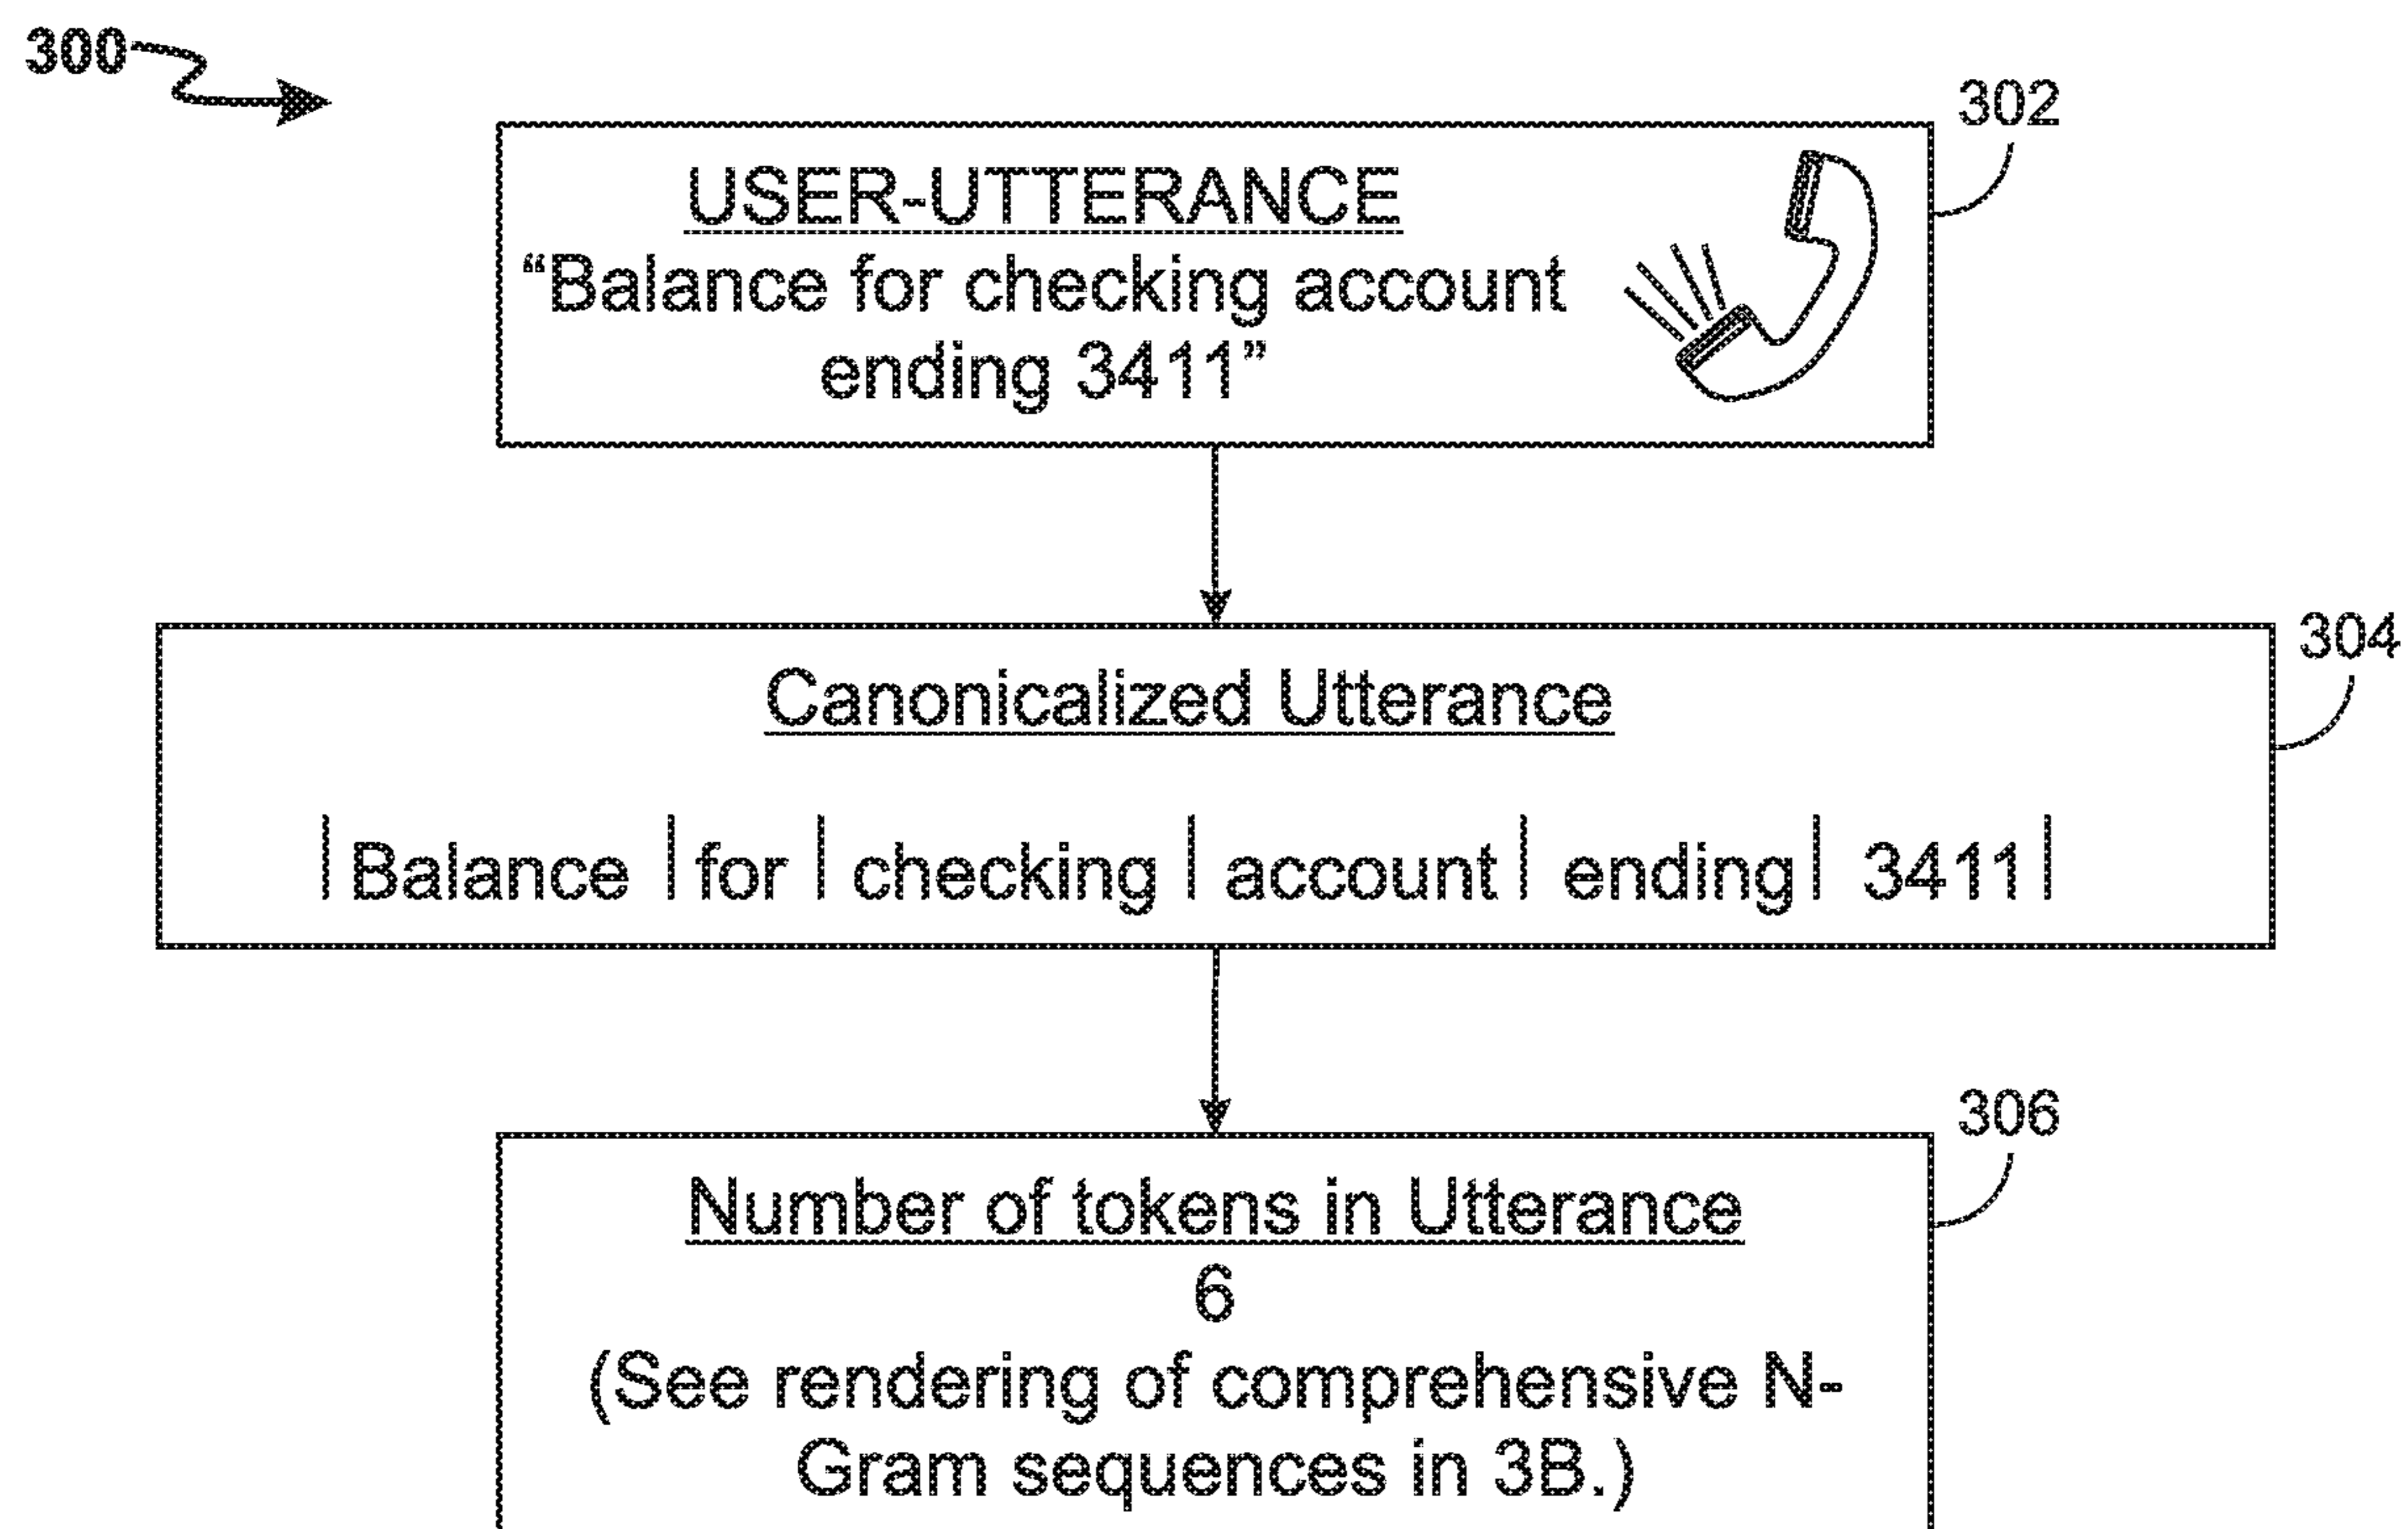 300
302
USER-UTTERANCE
“Balance for checking account
ending 3411”
304
Canonicalized Utterance
| Balance | for | checking | account | ending | 3411 |
306
Number of tokens in Utterance
6
(See rendering of comprehensive N-
Gram sequences in 3B.)